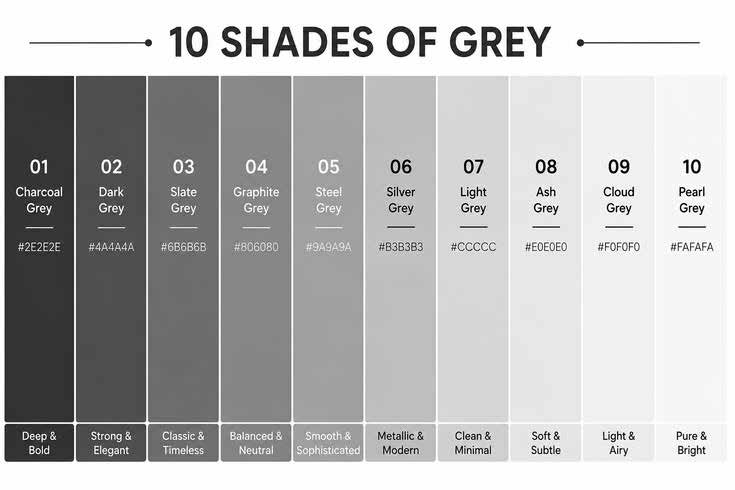 10 SHADES OF GREY
01
Charcoal
Grey
#2E2E2E
02
Dark
Grey
#4A4A4A
03
Slate
Grey
#6B6B6B
04
Graphite
Grey
#806080
05
Steel
Grey
#9A9A9A
06
Silver
Grey
#B3B3B3
07
Light
Grey
#CCCCC
08
Ash
Grey
#E0E0E0
09
Cloud
Grey
#F0F0F0
10
Pearl
Grey
#FAFAFA
Deep &
Bold
Strong &
Elegant
Classic &
Timeless
Balanced &
Neutral
Smooth &
Sophisticated
Metallic &
Modern
Clean &
Minimal
Soft &
Subtle
Light &
Airy
Pure &
Bright